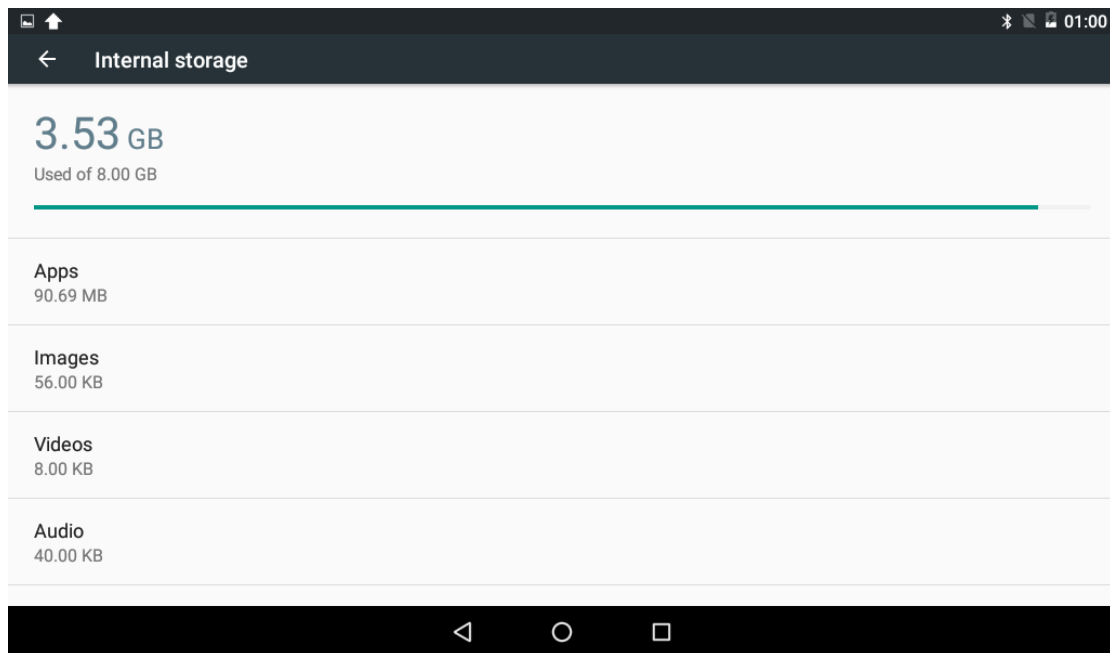 01:00
Internal storage
3.53 GB
Used of 8.00 GB
Apps
90.69 MB
Images
56.00 KB
Videos
8.00 KB
Audio
40.00 KB